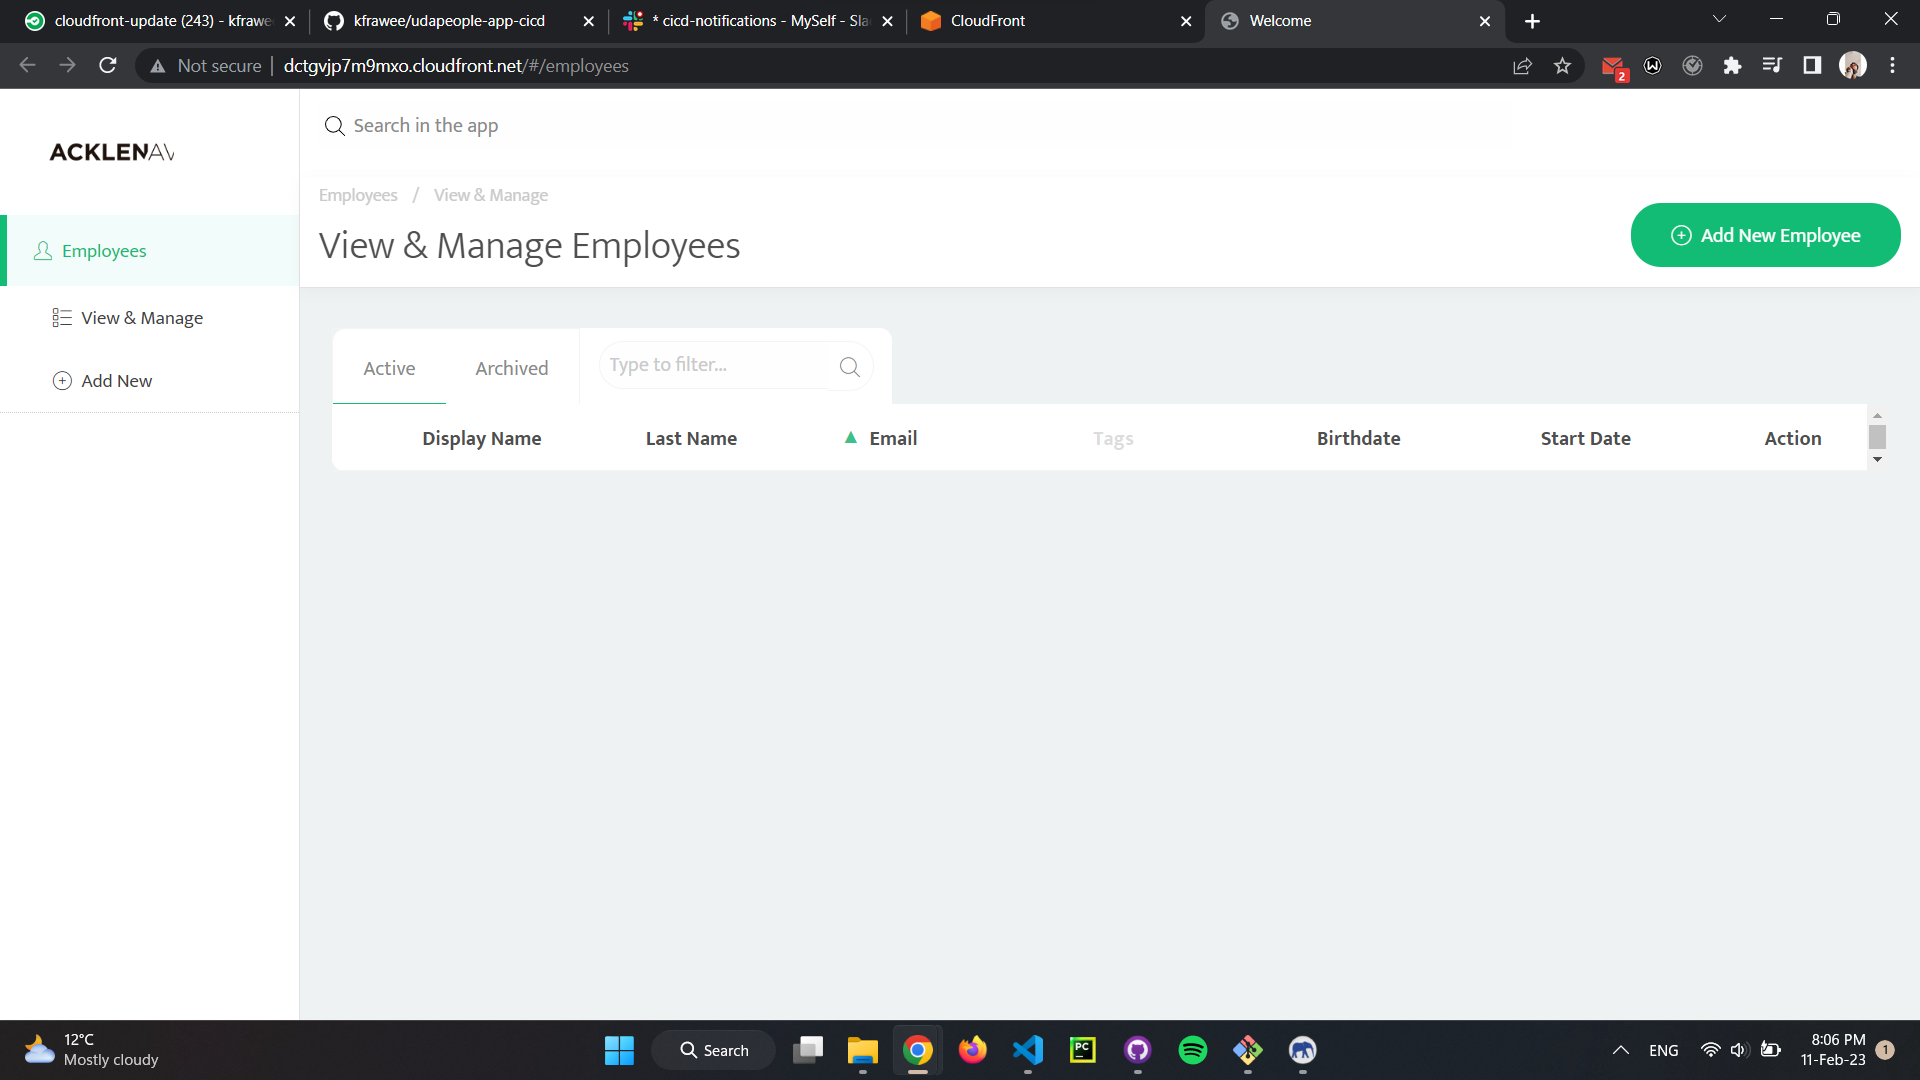 cloudfront-update (243) - kfrawe
kfrawee/udapeople-app-cicd
* cicd-notifications - MySelf - Sla
CloudFront
Welcome
Not secure
dctgvjp7m9mxo.cloudfront.net/#/employees
2
ACKLENAV
Search in the app
Employees / View & Manage
View & Manage Employees
Add New Employee
Employees
View & Manage
Add New
Active
Archived
Type to filter...
Display Name
Last Name
Email
Tags
Birthdate
Start Date
Action
12°C
Mostly cloudy
Search
PC
ENG
8:06 PM
11-Feb-23
1